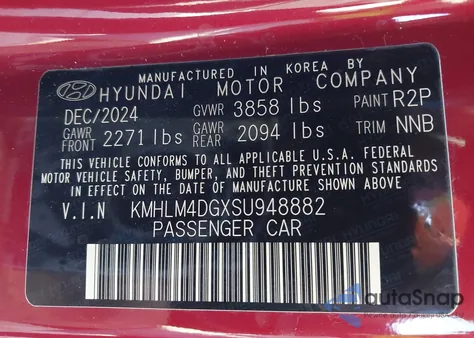 MANUFACTURED IN KOREA BY
HYUNDAI MOTOR COMPANY
DEC/2024 GVWR 3858 lbs PAINT R2P
GAWR FRONT 2271 lbs GAWR REAR 2094 lbs TRIM NNB
THIS VEHICLE CONFORMS TO ALL APPLICABLE U.S.A. FEDERAL
MOTOR VEHICLE SAFETY, BUMPER, AND THEFT PREVENTION STANDARDS
IN EFFECT ON THE DATE OF MANUFACTURE SHOWN ABOVE
V.I.N KMHLM4DGXSU948882
PASSENGER CAR
autoSnap